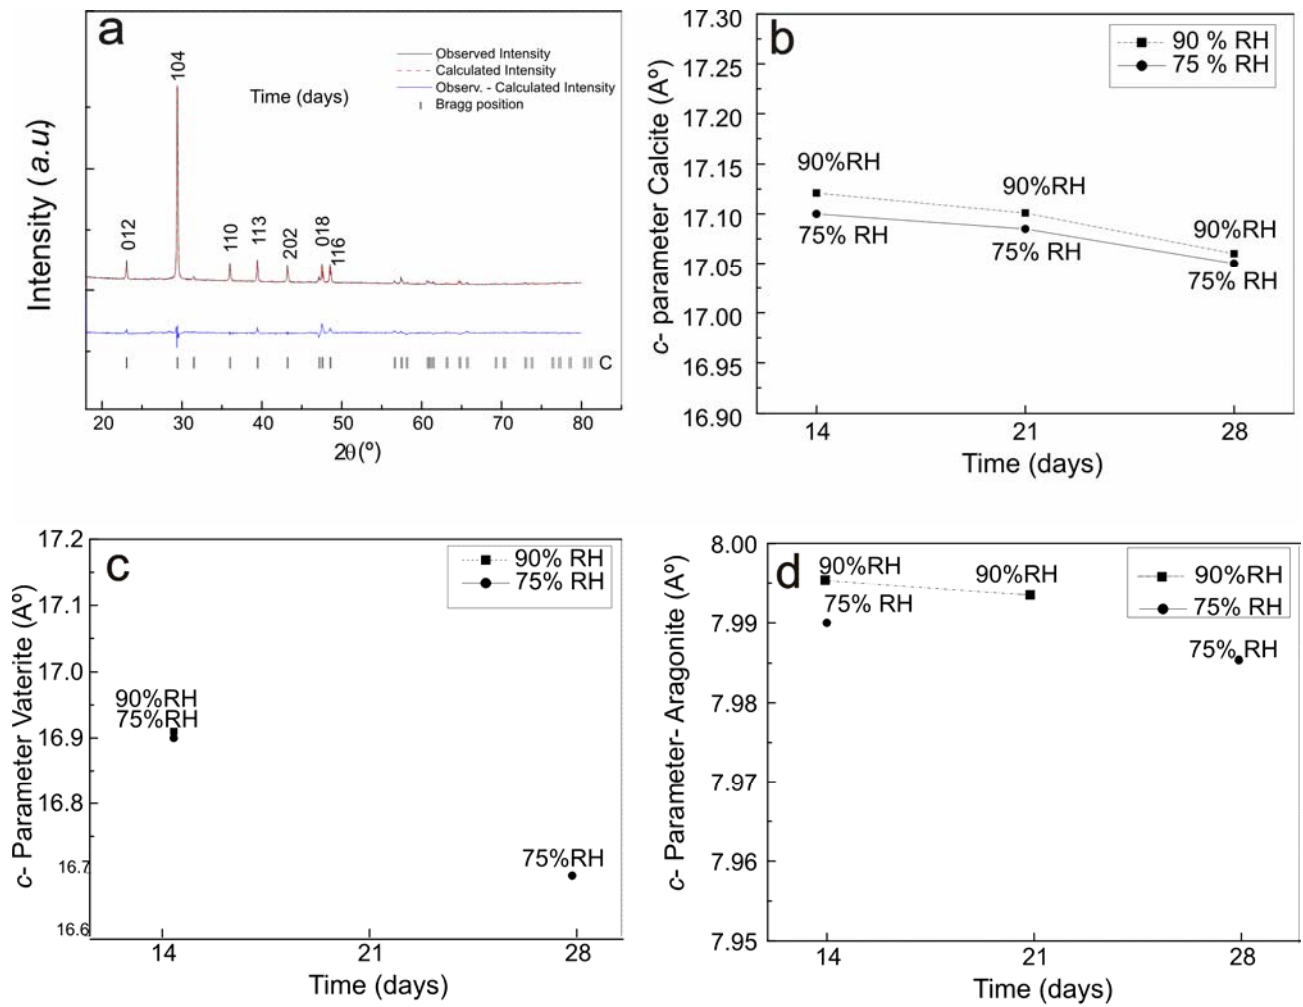 a
Observed Intensity
Calculated Intensity
Observ. - Calculated Intensity
Bragg position
Time (days)
104
012
110
113
202
018
116
Intensity (a.u)
C
20 30 40 50 60 70 80
2θ(º)
b
90 % RH
75 % RH
17.30
17.25
17.20
17.15
17.10
17.05
17.00
16.95
16.90
c- parameter Calcite (Aº)
90%RH
90%RH
90%RH
75% RH
75% RH
75% RH
14 21 28
Time (days)
c
90% RH
75% RH
17.2
17.1
17.0
16.9
16.8
16.7
16.6
c- Parameter Vaterite (Aº)
90%RH
75%RH
75%RH
14 21 28
Time (days)
d
90%RH
75% RH
8.00
7.99
7.98
7.97
7.96
7.95
c- Parameter- Aragonite (Aº)
90%RH
90%RH
75% RH
75% RH
14 21 28
Time (days)